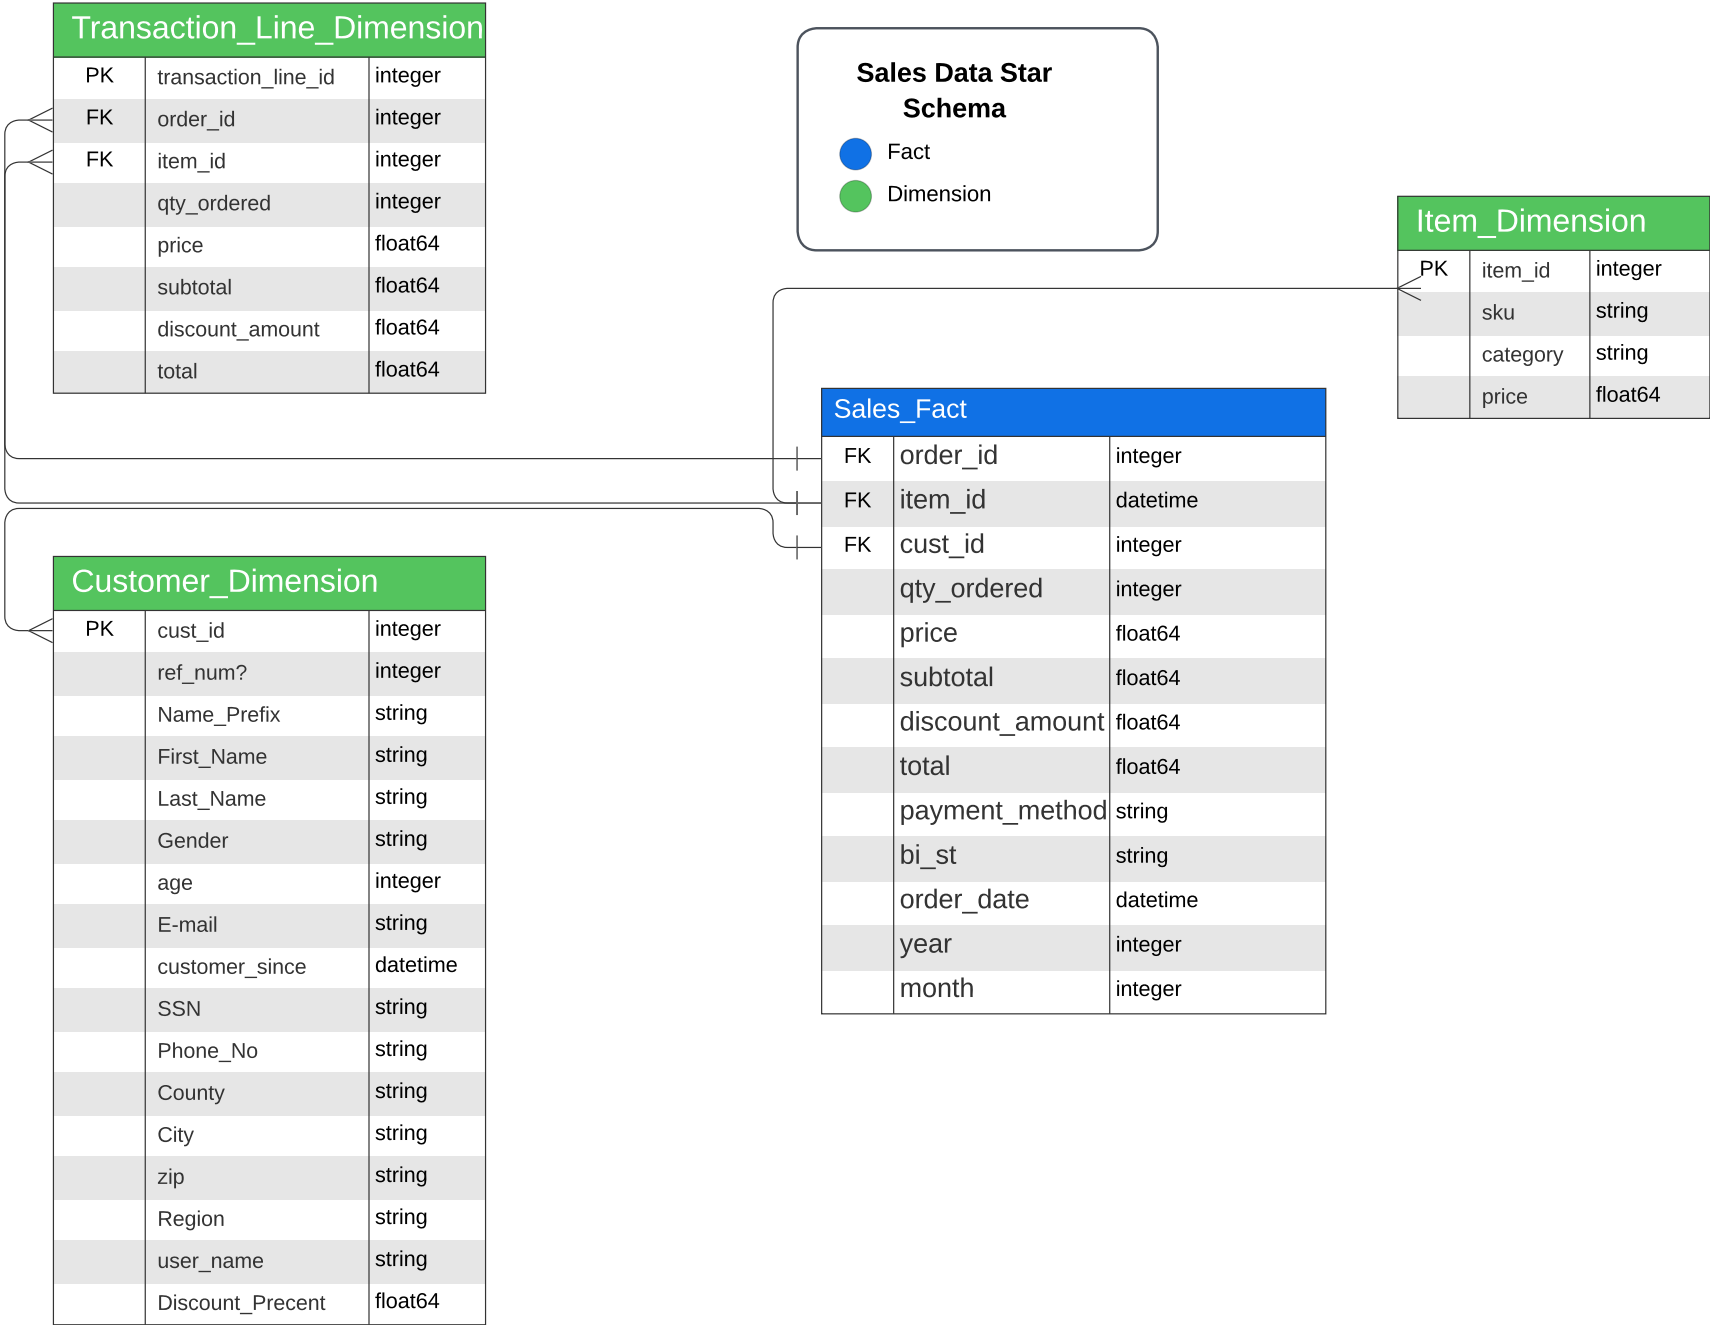 Transaction_Line_Dimension
PK transaction_line_id integer
FK order_id integer
FK item_id integer
qty_ordered integer
price float64
subtotal float64
discount_amount float64
total float64
Sales Data Star
Schema
Fact
Dimension
Item_Dimension
PK item_id integer
sku string
category string
price float64
Sales_Fact
FK order_id integer
FK item_id datetime
FK cust_id integer
qty_ordered integer
price float64
subtotal float64
discount_amount float64
total float64
payment_method string
bi_st string
order_date datetime
year integer
month integer
Customer_Dimension
PK cust_id integer
ref_num? integer
Name_Prefix string
First_Name string
Last_Name string
Gender string
age integer
E-mail string
customer_since datetime
SSN string
Phone_No string
County string
City string
zip string
Region string
user_name string
Discount_Precent float64